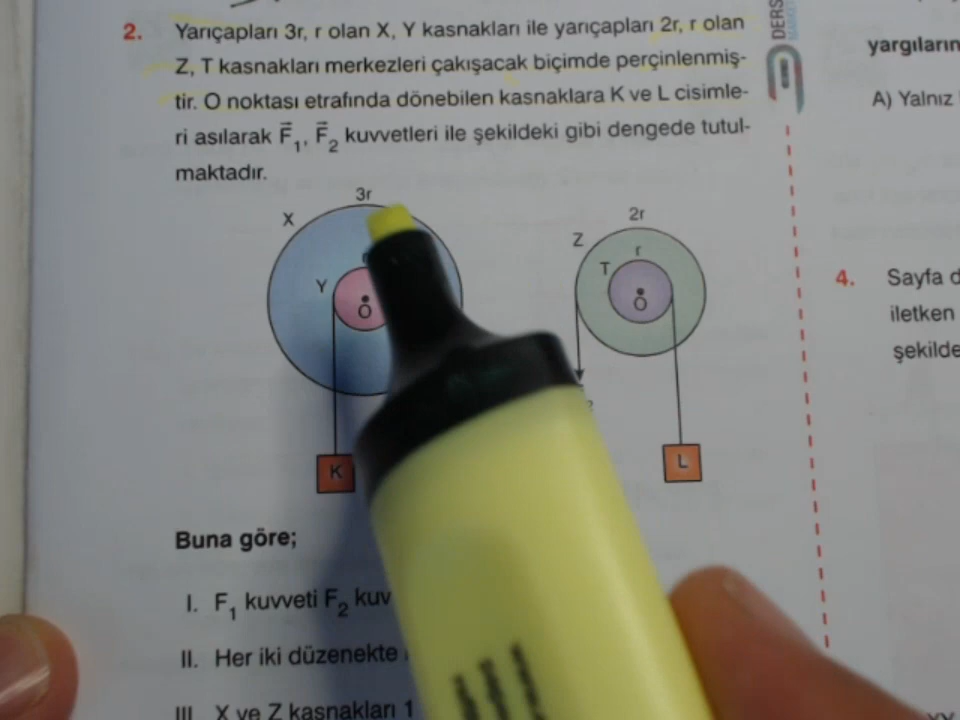 2. Yarıçapları 3r, r olan X, Y kasnakları ile yarıçapları 2r, r olan
Z, T kasnakları merkezleri çakışacak biçimde perçinlenmiş-
tir. O noktası etrafında dönebilen kasnaklara K ve L cisimle-
ri asılarak F₁, F₂ kuvvetleri ile şekildeki gibi dengede tutul-
maktadır.
3r
X
Y
O
K
2r
Z
r
T
O
L
Buna göre;
I. F₁ kuvveti F₂ kuv
II. Her iki düzenekte
III. X ve Z kasnakları 1
DERS
yargıların
A) Yalnız
4. Sayfa d
iletken
şekilde